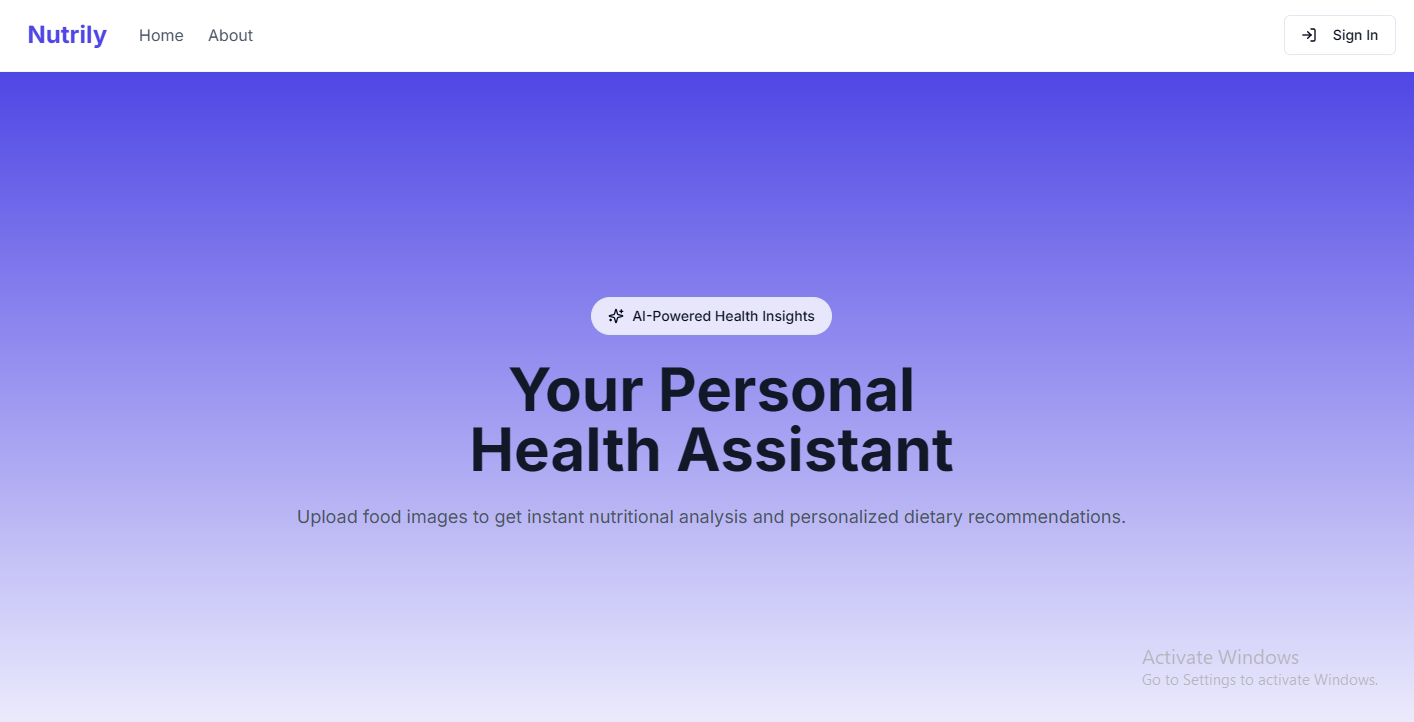 Nutrily Home About Sign In
AI-Powered Health Insights
Your Personal
Health Assistant
Upload food images to get instant nutritional analysis and personalized dietary recommendations.
Activate Windows
Go to Settings to activate Windows.